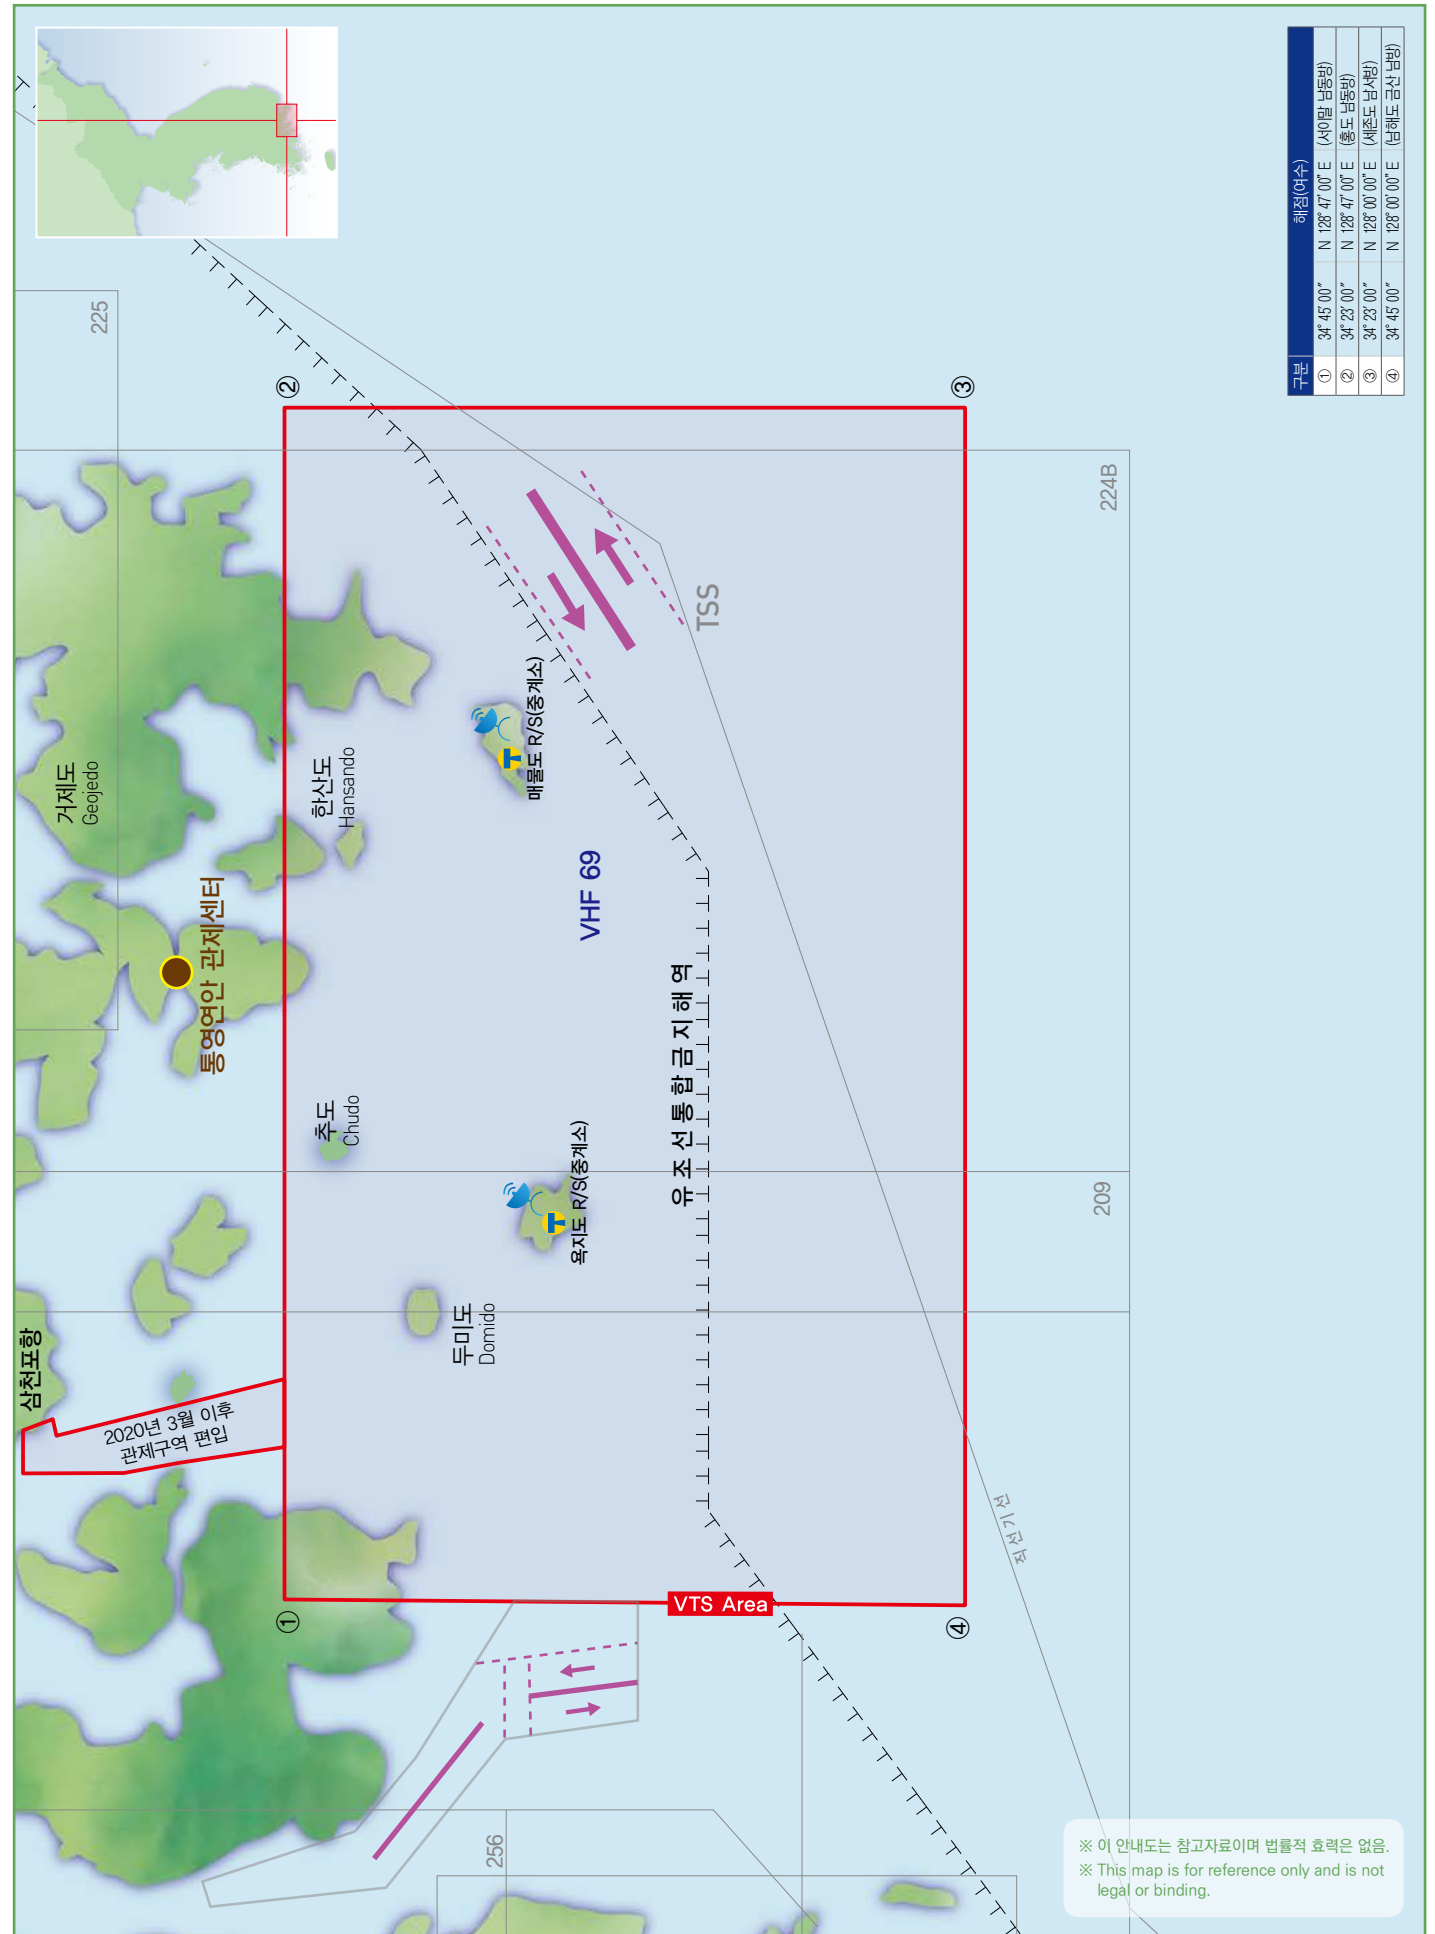 225
구분 해점(여수)
① 34° 45′ 00″ N 128° 47′ 00″ E (서이말 남동방)
② 34° 23′ 00″ N 128° 47′ 00″ E (홍도 남동방)
③ 34° 23′ 00″ N 128° 00′ 00″ E (세존도 남서방)
④ 34° 45′ 00″ N 128° 00′ 00″ E (남해도 금산 남방)
②
③
224B
TSS
거제도
Geojedo
한산도
Hansando
매물도 R/S(중계소)
VHF 69
통영연안 관제센터
유조선통합금지해역
추도
Chudo
욕지도 R/S(중계소)
209
두미도
Domido
삼천포항
2020년 3월 이후
관제구역 편입
직선기선
VTS Area
①
④
256
※ 이 안내도는 참고자료이며 법률적 효력은 없음.
※ This map is for reference only and is not
legal or binding.